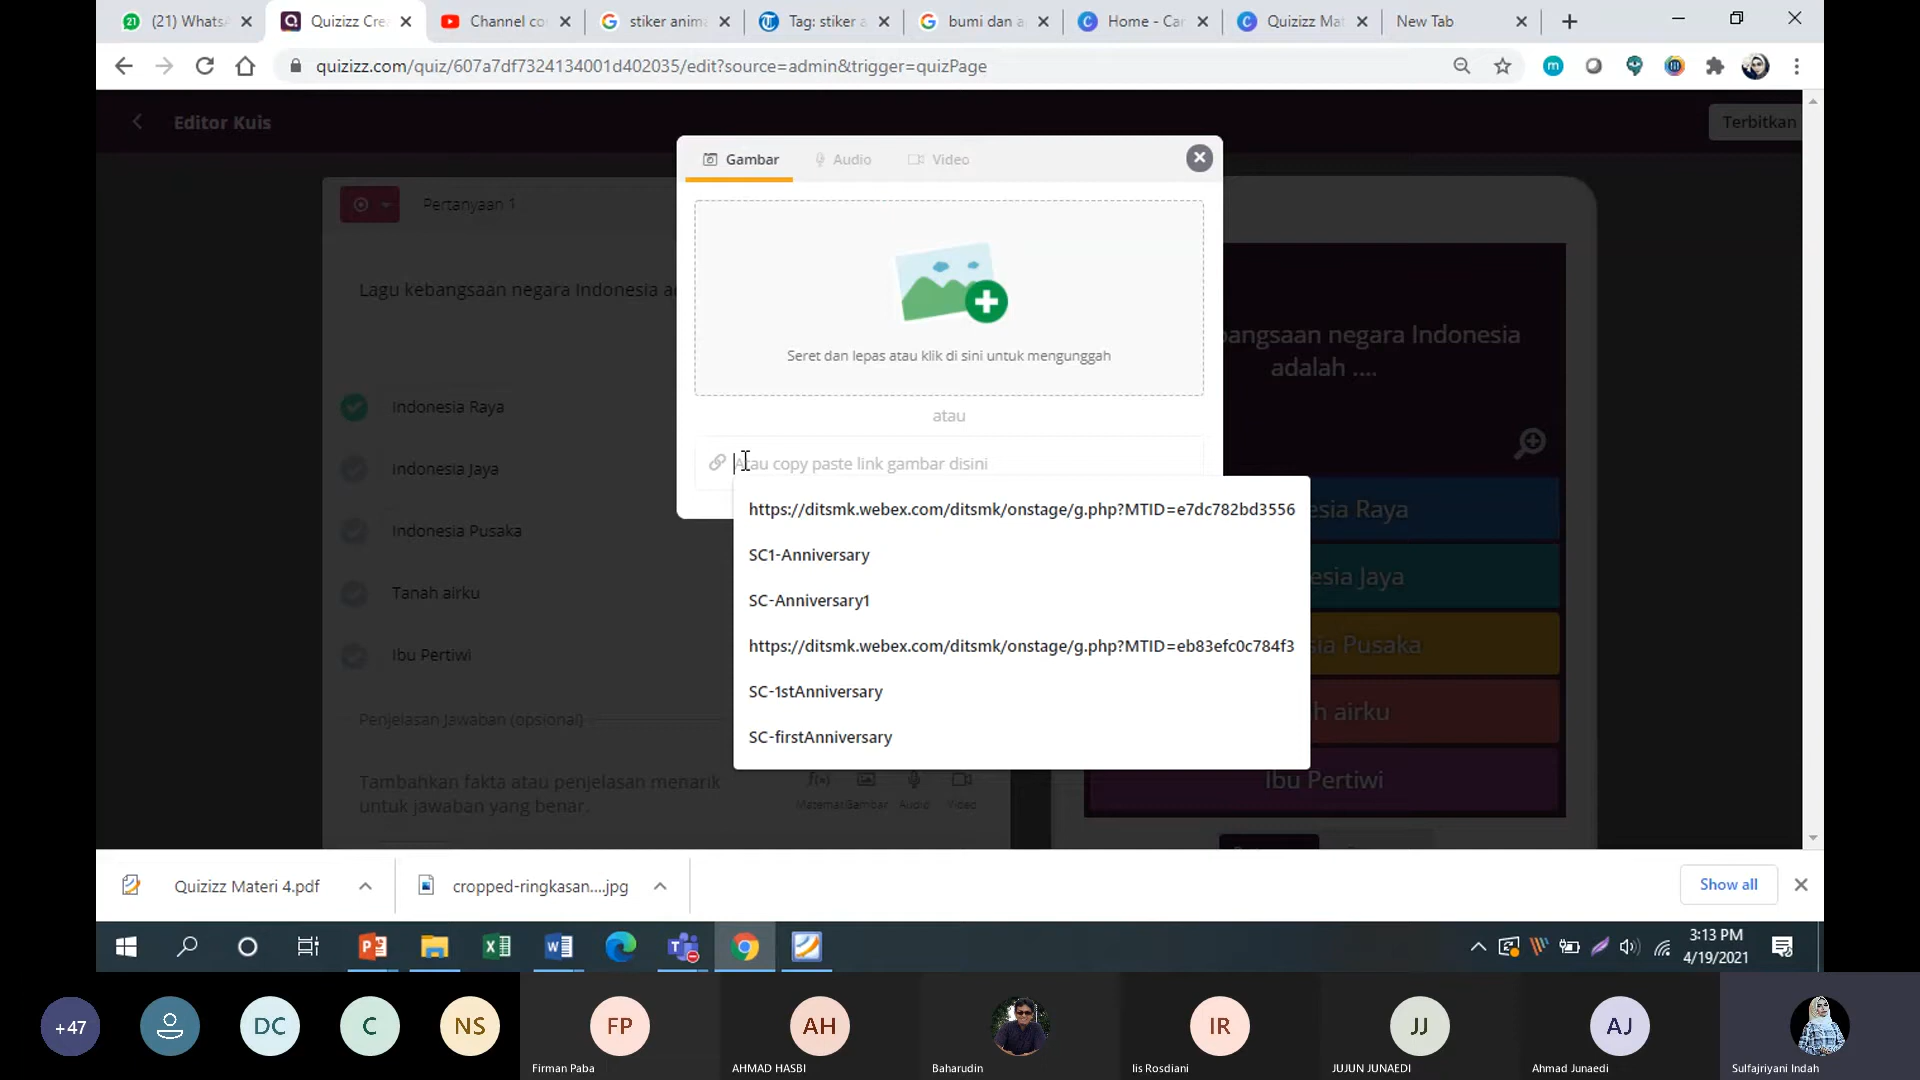 (21) Whats
Quizizz Cre
Channel co
stiker anim
Tag: stiker a
bumi dan a
Home - Can
Quizizz Mat
New Tab
quizizz.com/quiz/607a7df7324134001d402035/edit?source=admin&trigger=quizPage
Editor Kuis
Terbitkan
Gambar
Audio
Video
Pertanyaan 1
Seret dan lepas atau klik di sini untuk mengunggah
atau
Atau copy paste link gambar disini
Lagu kebangsaan negara Indonesia a
Indonesia Raya
Indonesia Jaya
Indonesia Pusaka
Tanah airku
Ibu Pertiwi
https://ditsmk.webex.com/ditsmk/onstage/g.php?MTID=e7dc782bd3556
SC1-Anniversary
SC-Anniversary1
https://ditsmk.webex.com/ditsmk/onstage/g.php?MTID=eb83efc0c784f3
SC-1stAnniversary
SC-firstAnniversary
bangsaan negara Indonesia
adalah ....
esia Raya
esia Jaya
sia Pusaka
h airku
Ibu Pertiwi
Penjelasan Jawaban (opsional)
Tambahkan fakta atau penjelasan menarik
untuk jawaban yang benar.
f(x)
Gambar
Audio
Video
Quizizz Materi 4.pdf
cropped-ringkasan....jpg
Show all
3:13 PM
4/19/2021
+47
DC
C
NS
FP
Firman Paba
AH
AHMAD HASBI
Baharudin
IR
Iis Rosdiani
JJ
JUJUN JUNAEDI
AJ
Ahmad Junaedi
Sulfajriyani Indah